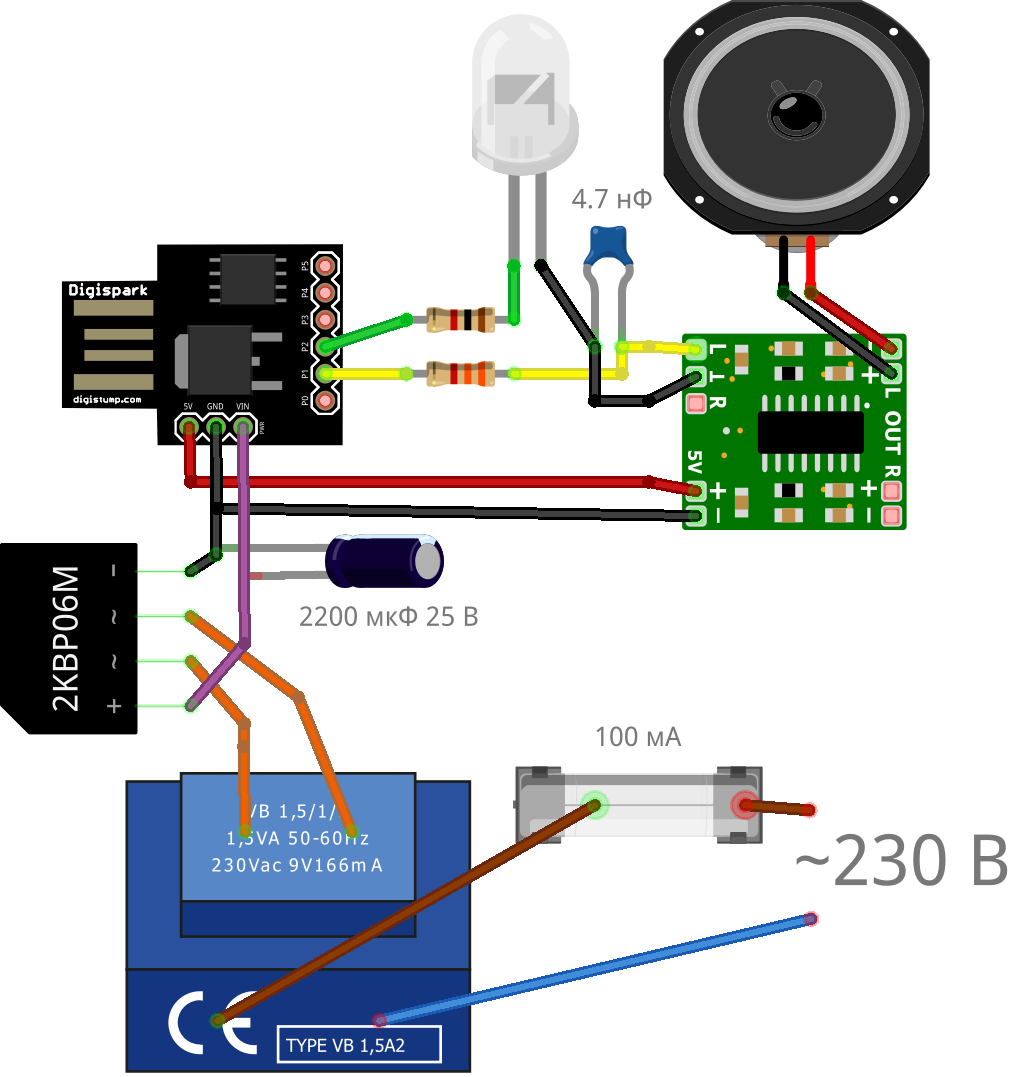 4.7 нФ
Digispark
digistump.com
P5
P4
P3
P2
P1
P0
5V GND VIN
PWR
L
⊥
R
5V
+
−
+
L OUT R
+
−
2KBP06M
−
~
~
+
2200 мкФ 25 В
100 мА
~230 В
VB 1,5/1/
1,5VA 50-60Hz
230Vac 9V166mA
CE
TYPE VB 1,5A2